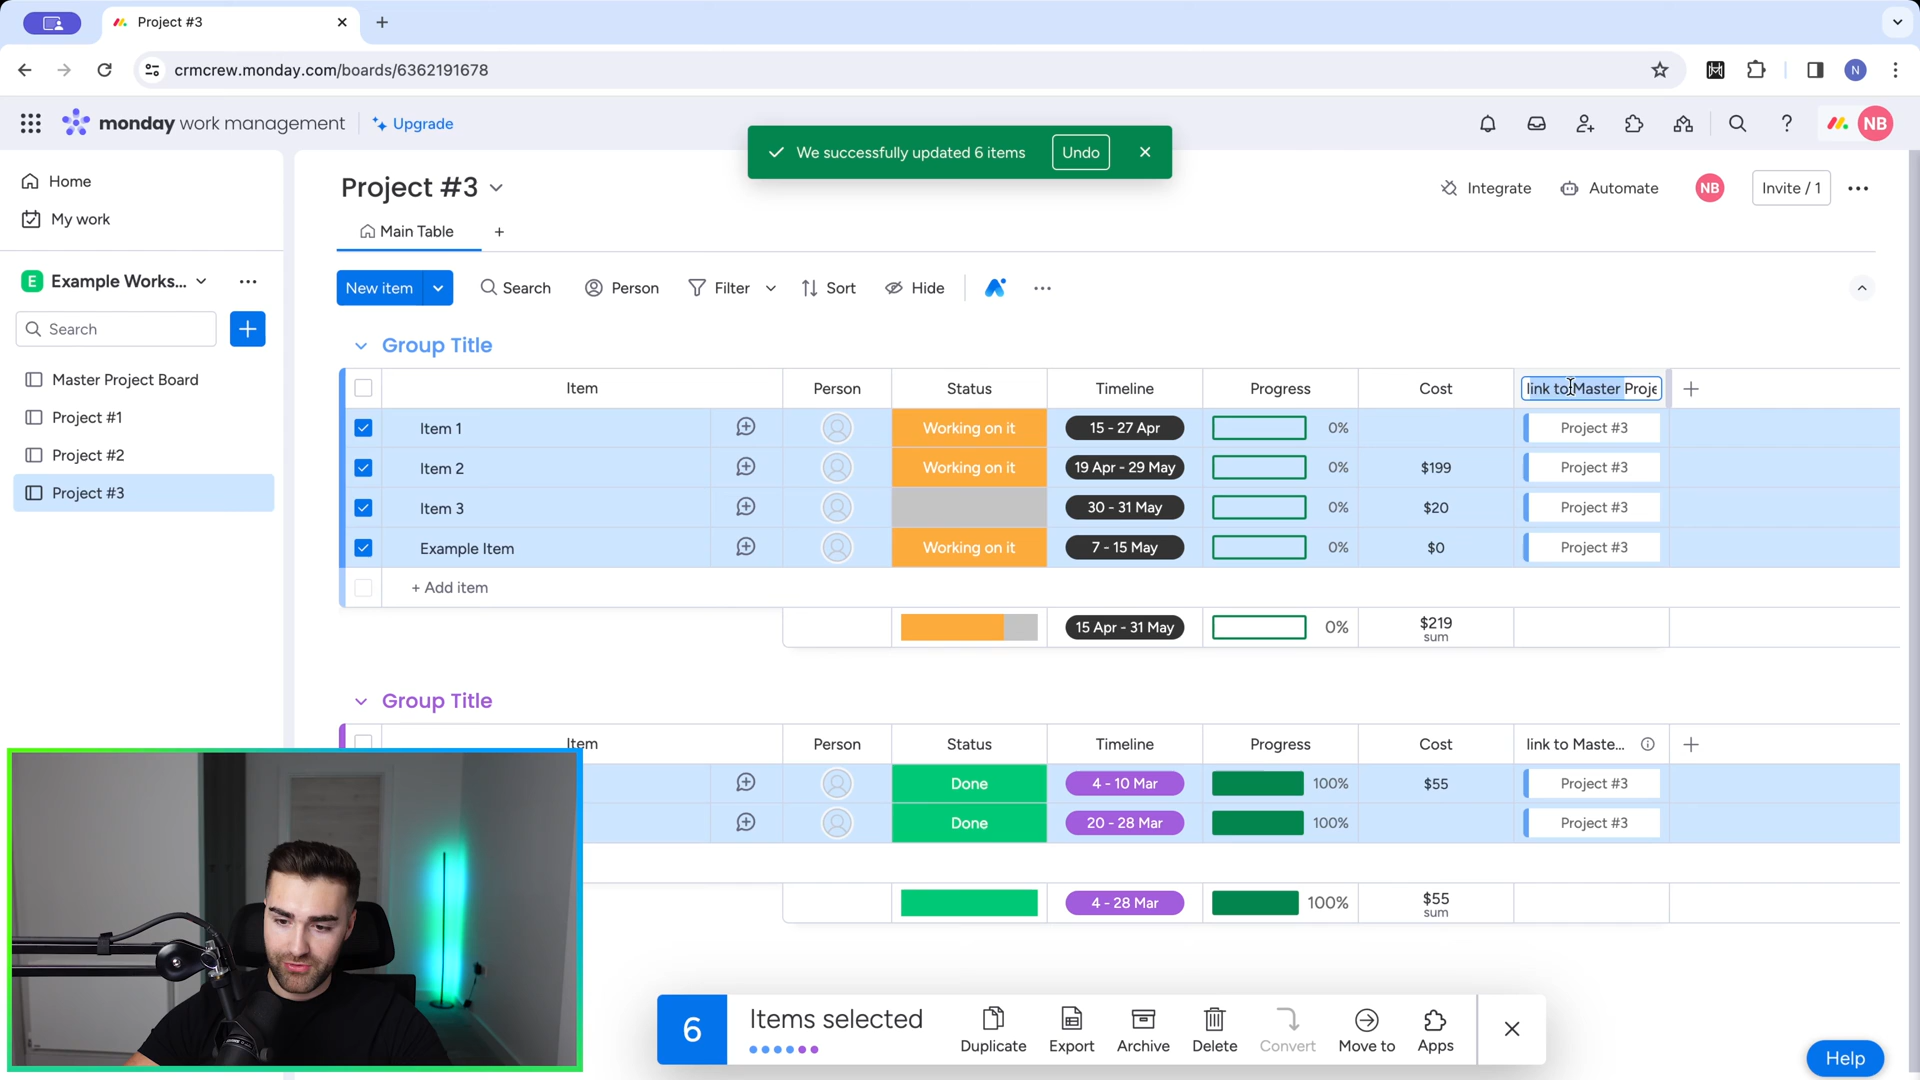 Project #3
crmcrew.monday.com/boards/6362191678
N
monday work management
Upgrade
We successfully updated 6 items
Undo
NB
Home
My work
E Example Works...
Search
Master Project Board
Project #1
Project #2
Project #3
Project #3
Integrate
Automate
NB
Invite / 1
Main Table
New item
Search
Person
Filter
Sort
Hide
Group Title
Item Person Status Timeline Progress Cost link to Master Proje
Item 1 Working on it 15 - 27 Apr 0% Project #3
Item 2 Working on it 19 Apr - 29 May 0% $199 Project #3
Item 3 30 - 31 May 0% $20 Project #3
Example Item Working on it 7 - 15 May 0% $0 Project #3
+ Add item
15 Apr - 31 May 0% $219
sum
Group Title
Item Person Status Timeline Progress Cost link to Maste...
Done 4 - 10 Mar 100% $55 Project #3
Done 20 - 28 Mar 100% Project #3
4 - 28 Mar 100% $55
sum
6 Items selected
Duplicate
Export
Archive
Delete
Convert
Move to
Apps
Help